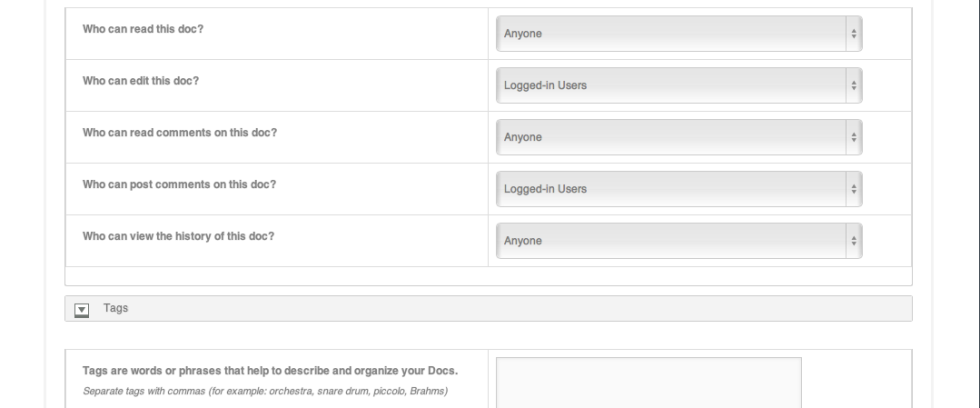 Who can read this doc?
Anyone
Who can edit this doc?
Logged-in Users
Who can read comments on this doc?
Anyone
Who can post comments on this doc?
Logged-in Users
Who can view the history of this doc?
Anyone
Tags
Tags are words or phrases that help to describe and organize your Docs.
Separate tags with commas (for example: orchestra, snare drum, piccolo, Brahms)